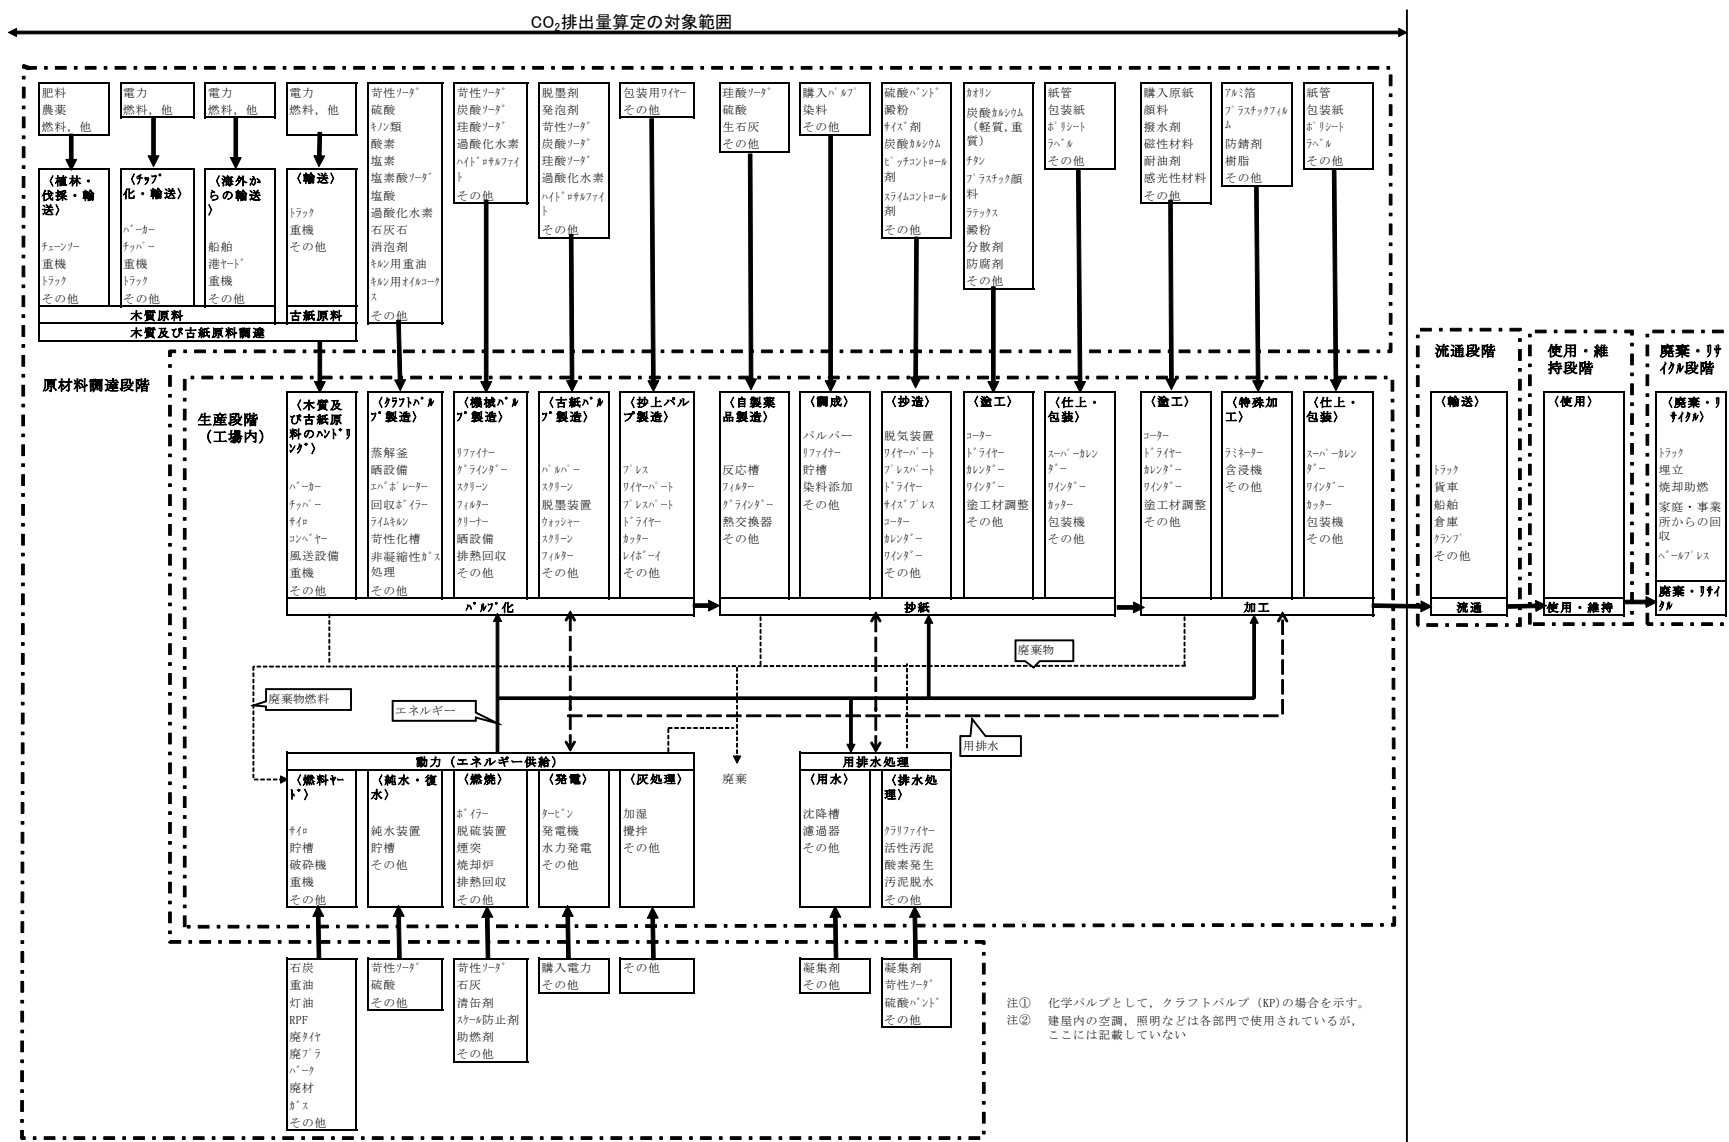 CO₂排出量算定の対象範囲
肥料
農薬
燃料，他
電力
燃料，他
電力
燃料，他
電力
燃料，他
苛性ｿｰﾀﾞ
硫酸
ｷﾉﾝ類
酸素
塩素
塩素酸ｿｰﾀﾞ
塩酸
過酸化水素
石灰石
消泡剤
ｷﾙﾝ用重油
ｷﾙﾝ用ｵｲﾙｺｰｸ
ｽ
その他
苛性ｿｰﾀﾞ
炭酸ｿｰﾀﾞ
珪酸ｿｰﾀﾞ
過酸化水素
ﾊｲﾄﾞﾛｻﾙﾌｧｲ
ﾄ
その他
脱墨剤
発泡剤
苛性ｿｰﾀﾞ
炭酸ｿｰﾀﾞ
珪酸ｿｰﾀﾞ
過酸化水素
ﾊｲﾄﾞﾛｻﾙﾌｧｲ
ﾄ
その他
包装用ﾜｲﾔｰ
その他
珪酸ｿｰﾀﾞ
硫酸
生石灰
その他
購入ﾊﾟﾙﾌﾟ
染料
その他
硫酸ﾊﾞﾝﾄﾞ
澱粉
ｻｲｽﾞ剤
炭酸ｶﾙｼｳﾑ
ﾋﾟｯﾁｺﾝﾄﾛｰﾙ
剤
ｽﾗｲﾑｺﾝﾄﾛｰﾙ
剤
その他
ｶｵﾘﾝ
炭酸ｶﾙｼｳﾑ
（軽質,重
質）
ﾁﾀﾝ
ﾌﾟﾗｽﾁｯｸ顔
料
ﾗﾃｯｸｽ
澱粉
分散剤
防腐剤
その他
紙管
包装紙
ﾎﾟﾘｼｰﾄ
ﾗﾍﾞﾙ
その他
購入原紙
顔料
撥水剤
磁性材料
耐油剤
感光性材料
その他
ｱﾙﾐ箔
ﾌﾟﾗｽﾁｯｸﾌｨﾙ
ﾑ
防錆剤
樹脂
その他
紙管
包装紙
ﾎﾟﾘｼｰﾄ
ﾗﾍﾞﾙ
その他
〈植林・
伐採・輸
送〉
ﾁｪｰﾝｿｰ
重機
ﾄﾗｯｸ
その他
〈ﾁｯﾌﾟ
化・輸送〉
ﾊﾞｰｶｰ
ﾁｯﾊﾟｰ
重機
ﾄﾗｯｸ
その他
〈海外か
らの輸送
〉
船舶
港ﾔｰﾄﾞ
重機
その他
〈輸送〉
ﾄﾗｯｸ
重機
その他
木質原料
古紙原料
木質及び古紙原料調達
原材料調達段階
生産段階
（工場内）
〈木質及
び古紙原
料のﾊﾝﾄﾞﾘ
ﾝｸﾞ〉
ﾊﾞｰｶｰ
ﾁｯﾊﾟｰ
ｻｲﾛ
ｺﾝﾍﾞﾔｰ
風送設備
重機
その他
〈ｸﾗﾌﾄﾊﾟﾙ
ﾌﾟ製造〉
蒸解釜
晒設備
ｴﾊﾞﾎﾟﾚｰﾀｰ
回収ﾎﾞｲﾗｰ
ﾗｲﾑｷﾙﾝ
苛性化槽
非凝縮性ｶﾞｽ
処理
その他
〈機械ﾊﾟﾙ
ﾌﾟ製造〉
ﾘﾌｧｲﾅｰ
ｸﾞﾗｲﾝﾀﾞｰ
ｽｸﾘｰﾝ
ﾌｨﾙﾀｰ
ｸﾘｰﾅｰ
晒設備
排熱回収
その他
〈古紙ﾊﾟﾙ
ﾌﾟ製造〉
ﾊﾟﾙﾊﾟｰ
ｽｸﾘｰﾝ
脱墨装置
ｳｫｯｼｬｰ
ｽｸﾘｰﾝ
ﾌｨﾙﾀｰ
その他
〈抄上パル
プ製造〉
ﾌﾟﾚｽ
ﾜｲﾔｰﾊﾟｰﾄ
ﾌﾟﾚｽﾊﾟｰﾄ
ﾄﾞﾗｲﾔｰ
ｶｯﾀｰ
ﾚｲﾎﾞｰｲ
その他
〈自製薬
品製造〉
反応槽
ﾌｨﾙﾀｰ
ｸﾞﾗｲﾝﾀﾞｰ
熱交換器
その他
〈調成〉
パルパー
ﾘﾌｧｲﾅｰ
貯槽
染料添加
その他
〈抄造〉
脱気装置
ﾜｲﾔｰﾊﾟｰﾄ
ﾌﾟﾚｽﾊﾟｰﾄ
ﾄﾞﾗｲﾔｰ
ｻｲｽﾞﾌﾟﾚｽ
ｺｰﾀｰ
ｶﾚﾝﾀﾞｰ
ﾜｲﾝﾀﾞｰ
その他
〈塗工〉
ｺｰﾀｰ
ﾄﾞﾗｲﾔｰ
ｶﾚﾝﾀﾞｰ
ﾜｲﾝﾀﾞｰ
塗工材調整
その他
〈仕上・
包装〉
ｽｰﾊﾟｰｶﾚﾝ
ﾀﾞｰ
ﾜｲﾝﾀﾞｰ
ｶｯﾀｰ
包装機
その他
〈塗工〉
ｺｰﾀｰ
ﾄﾞﾗｲﾔｰ
ｶﾚﾝﾀﾞｰ
ﾜｲﾝﾀﾞｰ
塗工材調整
その他
〈特殊加
工〉
ﾗﾐﾈｰﾀｰ
含浸機
その他
〈仕上・
包装〉
ｽｰﾊﾟｰｶﾚﾝ
ﾀﾞｰ
ﾜｲﾝﾀﾞｰ
ｶｯﾀｰ
包装機
その他
ﾊﾟﾙﾌﾟ化
抄紙
加工
流通段階
〈輸送〉
ﾄﾗｯｸ
貨車
船舶
倉庫
ｸﾗﾝﾌﾟ
その他
流通
使用・維
持段階
〈使用〉
使用・維持
廃棄・ﾘｻ
ｲｸﾙ段階
〈廃棄・ﾘ
ｻｲｸﾙ〉
ﾄﾗｯｸ
埋立
焼却助燃
家庭・事業
所からの回
収
ﾍﾞｰﾙﾌﾟﾚｽ
廃棄・ﾘｻｲ
ｸﾙ
廃棄物
廃棄物燃料
エネルギー
用排水
廃棄
動力（エネルギー供給）
〈燃料ﾔｰ
ﾄﾞ〉
ｻｲﾛ
貯槽
破砕機
重機
その他
〈純水・復
水〉
純水装置
貯槽
その他
〈燃焼〉
ﾎﾞｲﾗｰ
脱硫装置
煙突
焼却炉
排熱回収
その他
〈発電〉
ﾀｰﾋﾞﾝ
発電機
水力発電
その他
〈灰処理〉
加湿
攪拌
その他
用排水処理
〈用水〉
沈降槽
濾過器
その他
〈排水処
理〉
ｸﾗﾘﾌｧｲﾔｰ
活性汚泥
酸素発生
汚泥脱水
その他
石炭
重油
灯油
RPF
廃ﾀｲﾔ
廃ﾌﾟﾗ
ﾊﾞｰｸ
廃材
ｶﾞｽ
その他
苛性ｿｰﾀﾞ
硫酸
その他
苛性ｿｰﾀﾞ
石灰
清缶剤
ｽｹｰﾙ防止剤
助燃剤
その他
購入電力
その他
その他
凝集剤
その他
凝集剤
苛性ｿｰﾀﾞ
硫酸ﾊﾞﾝﾄﾞ
その他
注① 化学パルプとして，クラフトパルプ（KP)の場合を示す。
注② 建屋内の空調，照明などは各部門で使用されているが，
ここには記載していない